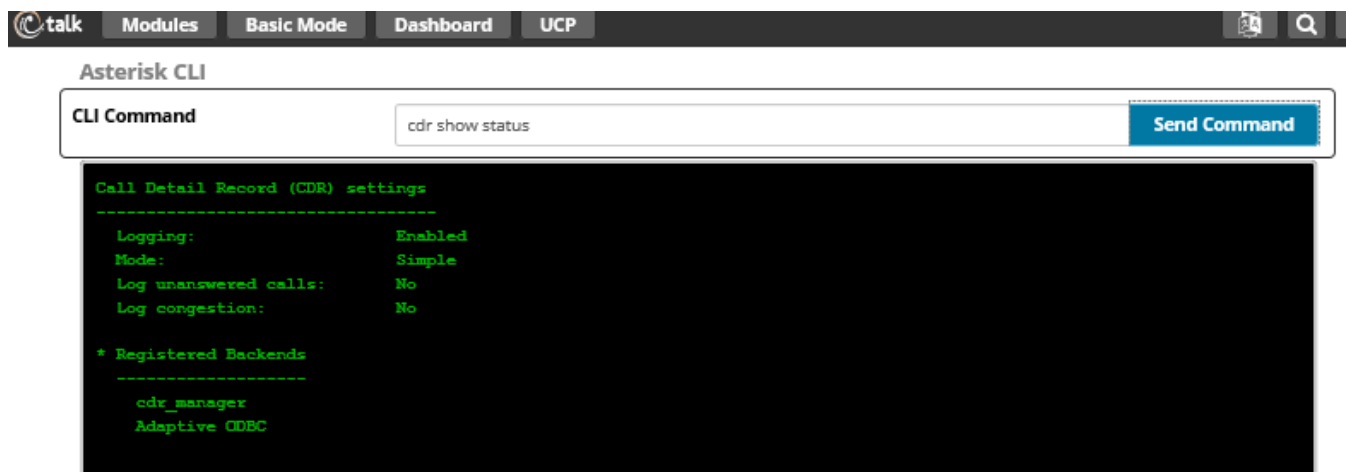 talk Modules Basic Mode Dashboard UCP
Asterisk CLI
CLI Command cdr show status Send Command
Call Detail Record (CDR) settings
----------------------------------
Logging: Enabled
Mode: Simple
Log unanswered calls: No
Log congestion: No
* Registered Backends
-------------------
cdr_manager
Adaptive ODBC